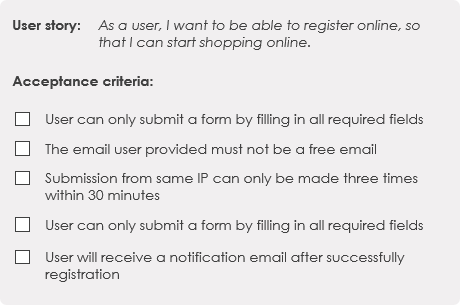 User story: As a user, I want to be able to register online, so
that I can start shopping online.
Acceptance criteria:
User can only submit a form by filling in all required fields
The email user provided must not be a free email
Submission from same IP can only be made three times
within 30 minutes
User can only submit a form by filling in all required fields
User will receive a notification email after successfully
registration